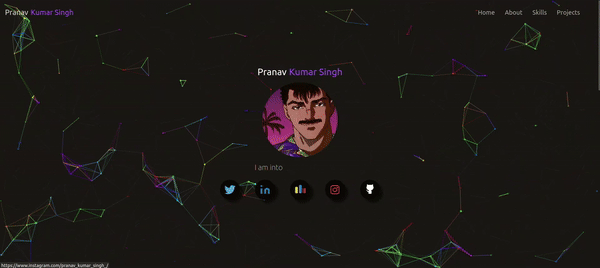 Pranav Kumar Singh
Home About Skills Projects
Pranav Kumar Singh
I am into
https://www.instagram.com/pranav_kumar_singh_/